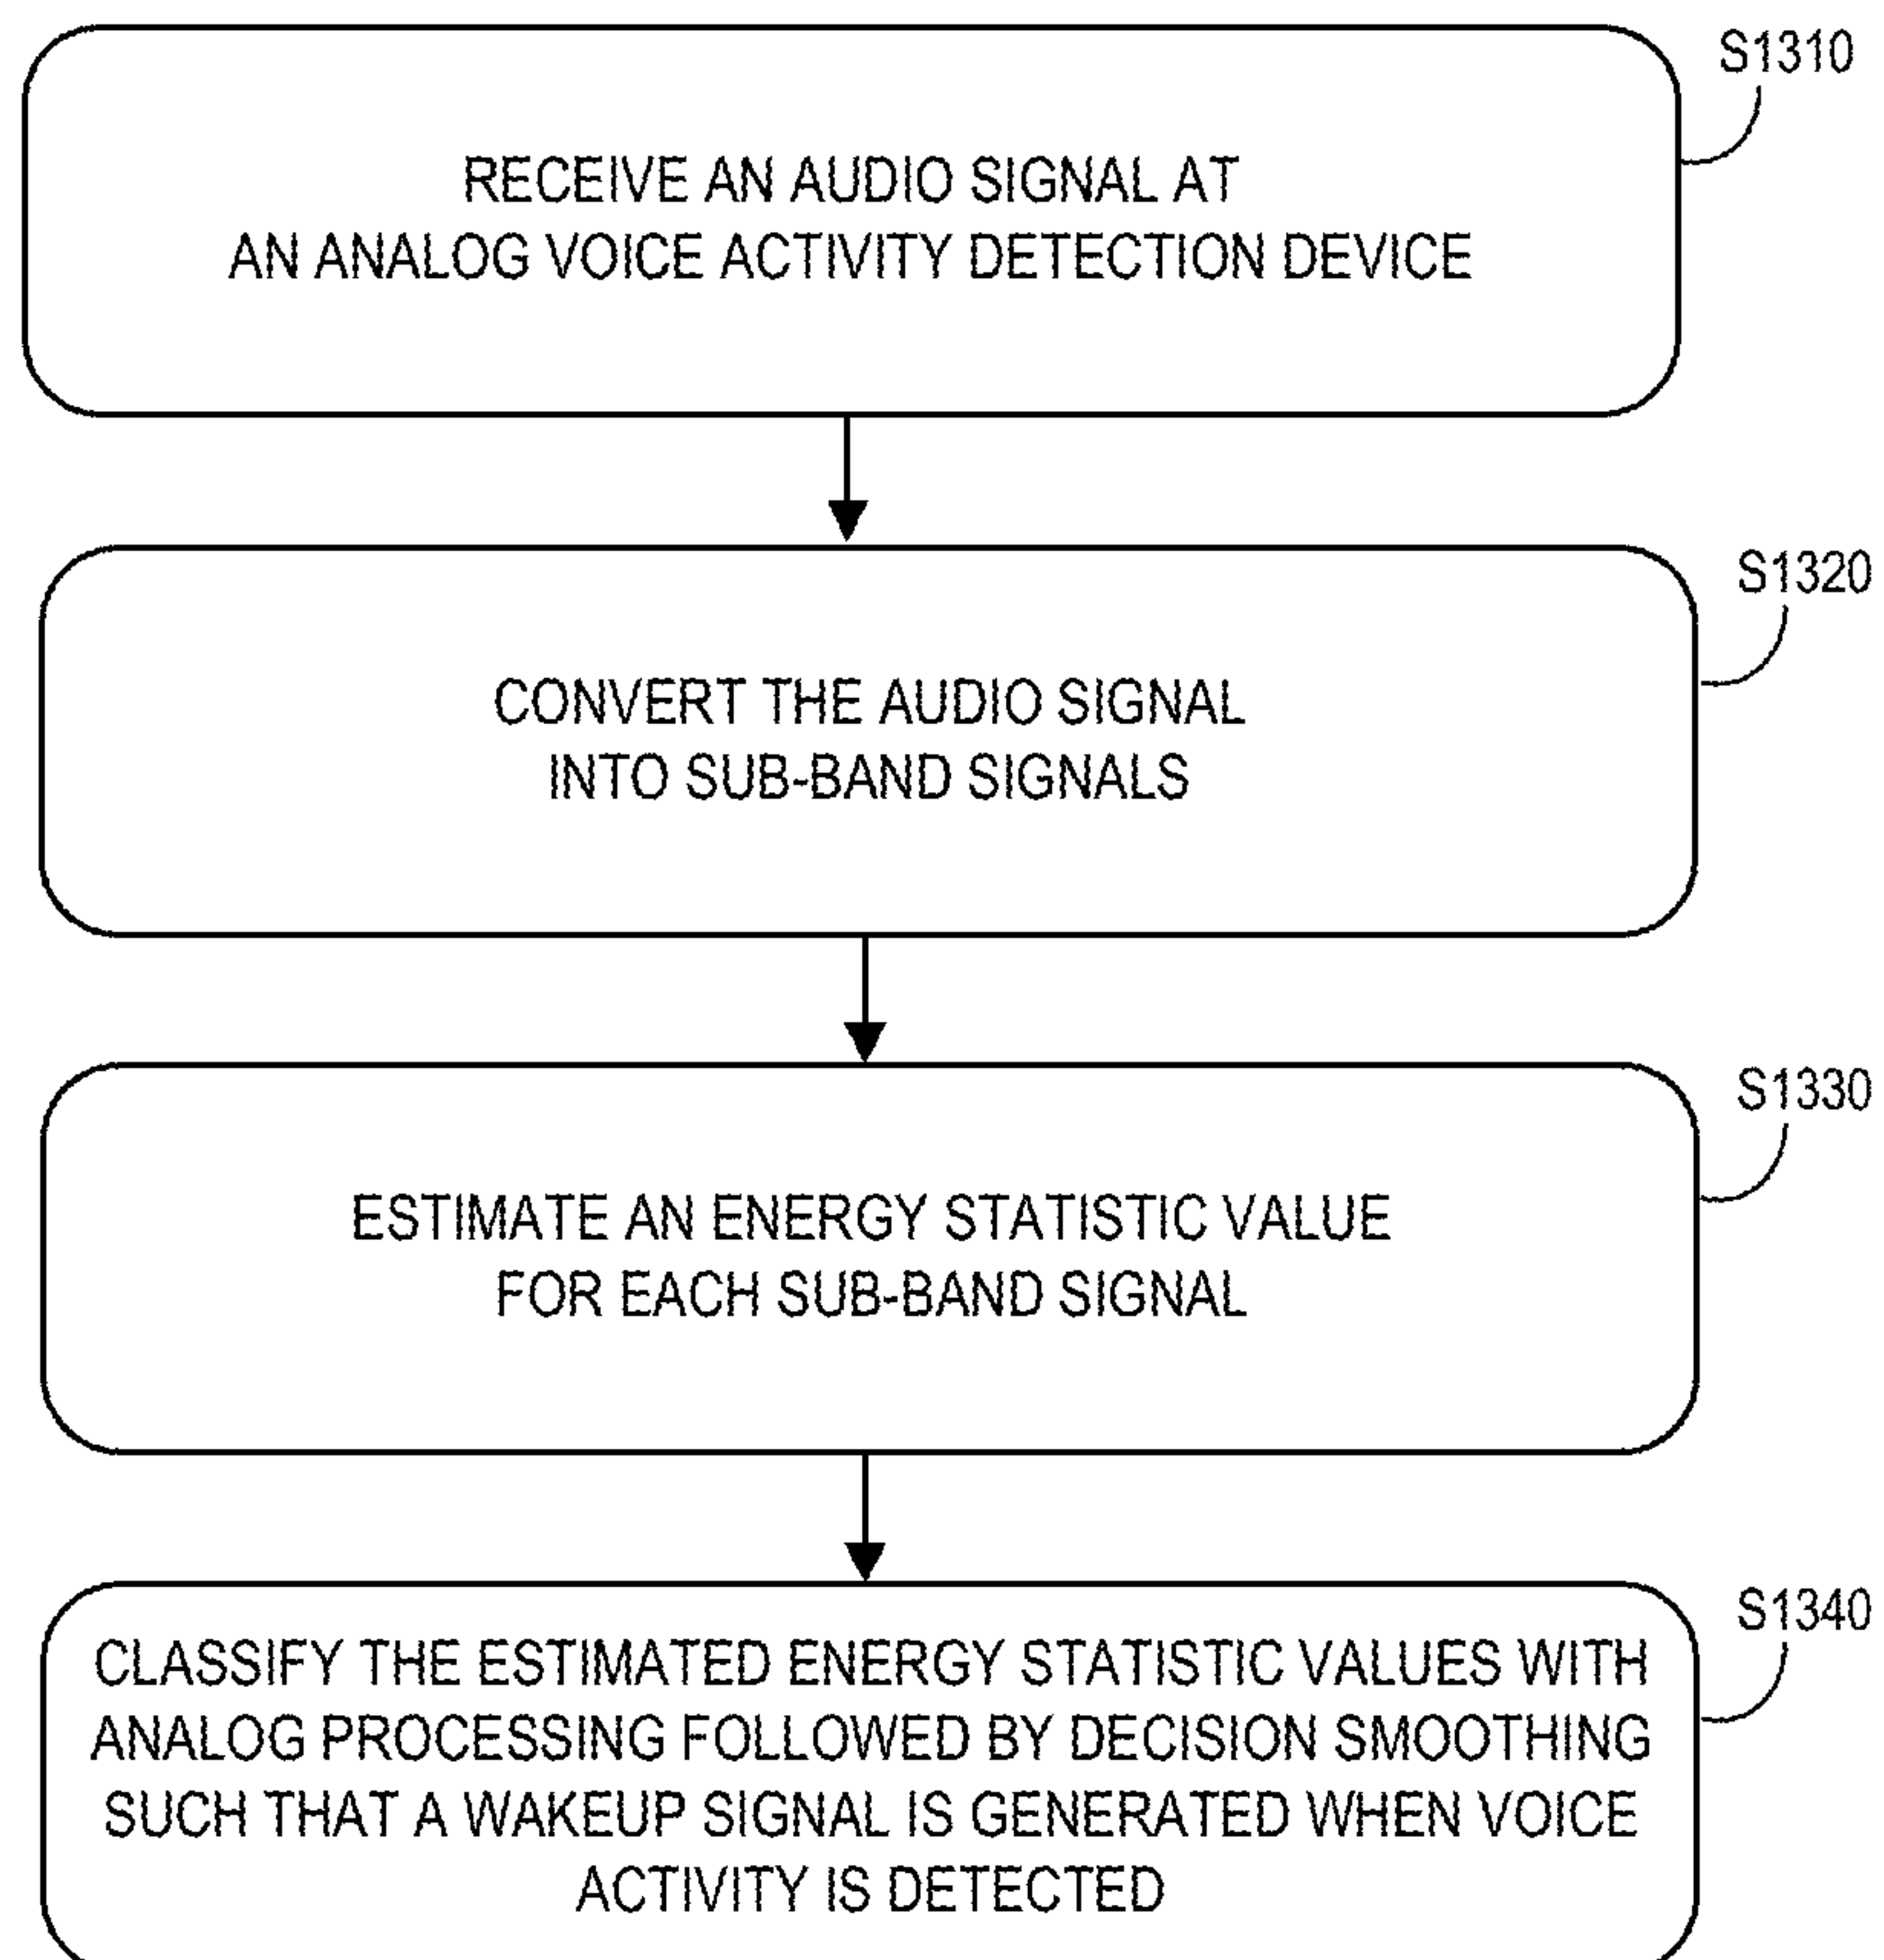 S1310
RECEIVE AN AUDIO SIGNAL AT
AN ANALOG VOICE ACTIVITY DETECTION DEVICE
S1320
CONVERT THE AUDIO SIGNAL
INTO SUB-BAND SIGNALS
S1330
ESTIMATE AN ENERGY STATISTIC VALUE
FOR EACH SUB-BAND SIGNAL
S1340
CLASSIFY THE ESTIMATED ENERGY STATISTIC VALUES WITH
ANALOG PROCESSING FOLLOWED BY DECISION SMOOTHING
SUCH THAT A WAKEUP SIGNAL IS GENERATED WHEN VOICE
ACTIVITY IS DETECTED